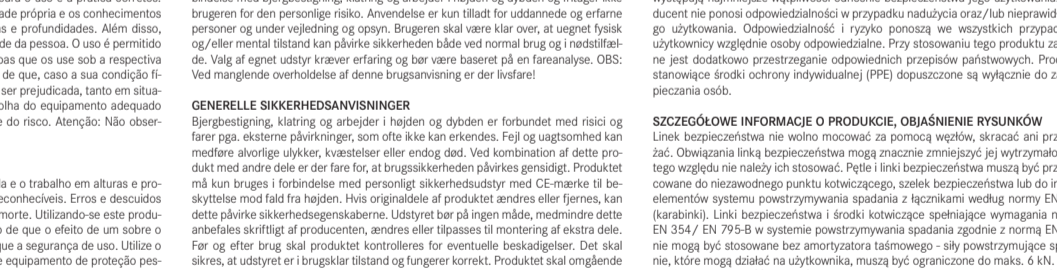 ade própria e os conhecimentos
as e profundidades. Além disso,
de da pessoa. O uso é permitido
oas que os use sob a respectiva
de que, caso a sua condição fí-
ser prejudicada, tanto em situa-
olha do equipamento adequado
e do risco. Atenção: Não obser-
a e o trabalho em alturas e pro-
econhecíveis. Erros e descuidos
morte. Utilizando-se este produ-
o de que o efeito de um sobre o
que a segurança de uso. Utilize o
e equipamento de proteção pes-
brugeren for den personlige risiko. Anvendelse er kun tilladt for uddannede og erfarne
personer og under vejledning og opsyn. Brugeren skal være klar over, at uegnet fysisk
og/eller mental tilstand kan påvirke sikkerheden både ved normal brug og i nødstilfæl-
de. Valg af egnet udstyr kræver erfaring og bør være baseret på en fareanalyse. OBS:
Ved manglende overholdelse af denne brugsanvisning er der livsfare!
GENERELLE SIKKERHEDSANVISNINGER
Bjergbestigning, klatring og arbejder i højden og dybden er forbundet med risici og
farer pga. eksterne påvirkninger, som ofte ikke kan erkendes. Fejl og uagtsomhed kan
medføre alvorlige ulykker, kvæstelser eller endog død. Ved kombination af dette pro-
dukt med andre dele er der fare for, at brugssikkerheden påvirkes gensidigt. Produktet
må kun bruges i forbindelse med personligt sikkerhedsudstyr med CE-mærke til be-
skyttelse mod fald fra højden. Hvis originaldele af produktet ændres eller fjernes, kan
dette påvirke sikkerhedsegenskaberne. Udstyret bør på ingen måde, medmindre dette
anbefales skriftligt af producenten, ændres eller tilpasses til montering af ekstra dele.
Før og efter brug skal produktet kontrolleres for eventuelle beskadigelser. Det skal
sikres, at udstyret er i brugsklar tilstand og fungerer korrekt. Produktet skal omgående
ducent nie ponosi odpowiedzialności w przypadku nadużycia oraz/lub nieprawid
go użytkowania. Odpowiedzialność i ryzyko ponoszą we wszystkich przypad
użytkownicy względnie osoby odpowiedzialne. Przy stosowaniu tego produktu za
ne jest dodatkowo przestrzeganie odpowiednich przepisów państwowych. Prod
stanowiące środki ochrony indywidualnej (PPE) dopuszczone są wyłącznie do za
pieczania osób.
SZCZEGÓŁOWE INFORMACJE O PRODUKCIE, OBJAŚNIENIE RYSUNKÓW
Linek bezpieczeństwa nie wolno mocować za pomocą węzłów, skracać ani prz
żać. Obwiązania linką bezpieczeństwa mogą znacznie zmniejszyć jej wytrzymało
tego względu nie należy ich stosować. Pętle i linki bezpieczeństwa muszą być prz
cowane do niezawodnego punktu kotwiczącego, szelek bezpieczeństwa lub do in
elementów systemu powstrzymywania spadania z łącznikami według normy EN
(karabinki). Linki bezpieczeństwa i środki kotwiczące spełniające wymagania n
EN 354/ EN 795-B w systemie powstrzymywania spadania zgodnie z normą EN
nie mogą być stosowane bez amortyzatora taśmowego - siły powstrzymujące sp
nie, które mogą działać na użytkownika, muszą być ograniczone do maks. 6 kN.